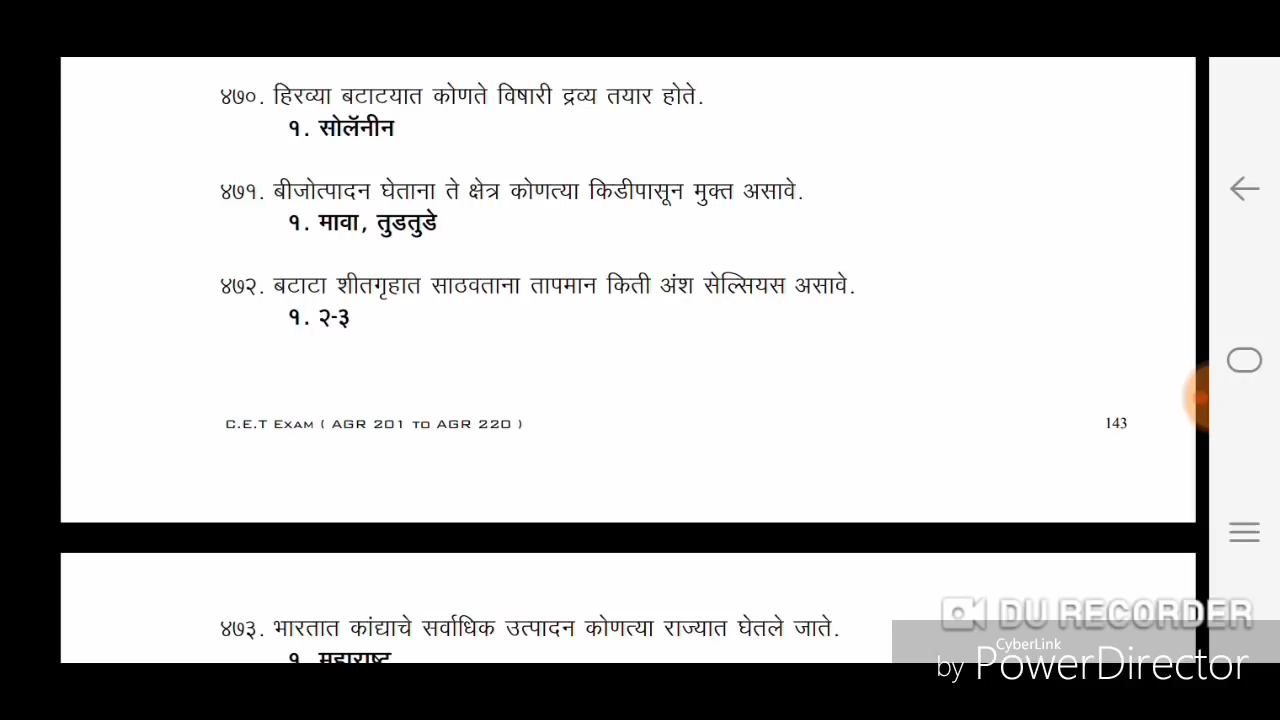 ४७०. हिरव्या बटाटयात कोणते विषारी द्रव्य तयार होते.
१. सोलॅनीन
४७१. बीजोत्पादन घेताना ते क्षेत्र कोणत्या किडीपासून मुक्त असावे.
१. मावा, तुडतुडे
४७२. बटाटा शीतगृहात साठवताना तापमान किती अंश सेल्सियस असावे.
१. २-३
C.E.T Exam ( AGR 201 to AGR 220 )
143
४७३. भारतात कांद्याचे सर्वाधिक उत्पादन कोणत्या राज्यात घेतले जाते.
१. महाराष्ट्र
DU RECORDER
CyberLink
by PowerDirector